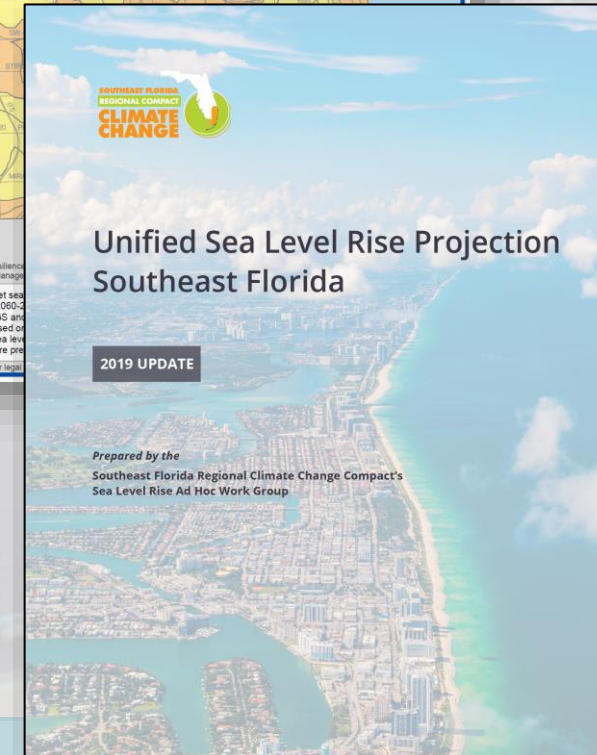 SOUTHEAST FLORIDA
REGIONAL COMPACT
CLIMATE
CHANGE
Unified Sea Level Rise Projection
Southeast Florida
2019 UPDATE
Prepared by the
Southeast Florida Regional Climate Change Compact's
Sea Level Rise Ad Hoc Work Group